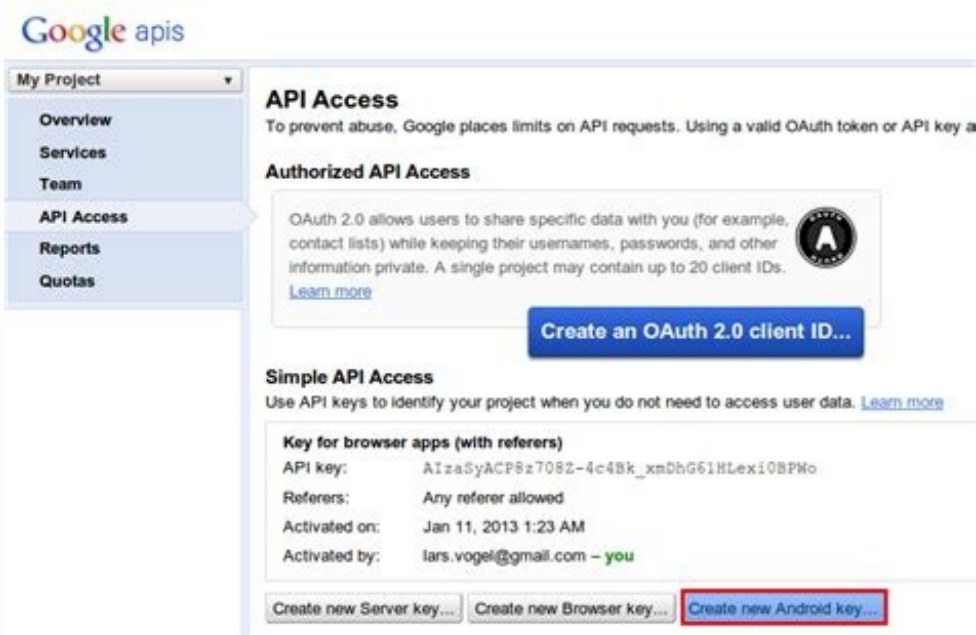 Google apis
My Project
Overview
Services
Team
API Access
Reports
Quotas
API Access
To prevent abuse, Google places limits on API requests. Using a valid OAuth token or API key a
Authorized API Access
OAuth 2.0 allows users to share specific data with you (for example,
contact lists) while keeping their usernames, passwords, and other
information private. A single project may contain up to 20 client IDs.
Learn more
OAUTH
A
Create an OAuth 2.0 client ID...
Simple API Access
Use API keys to identify your project when you do not need to access user data. Learn more
Key for browser apps (with referers)
API key: AIzaSyACP8z708Z-4c4Bk_xmDhG61HLexi0BPWo
Referers: Any referer allowed
Activated on: Jan 11, 2013 1:23 AM
Activated by: lars.vogel@gmail.com – you
Create new Server key... Create new Browser key... Create new Android key...